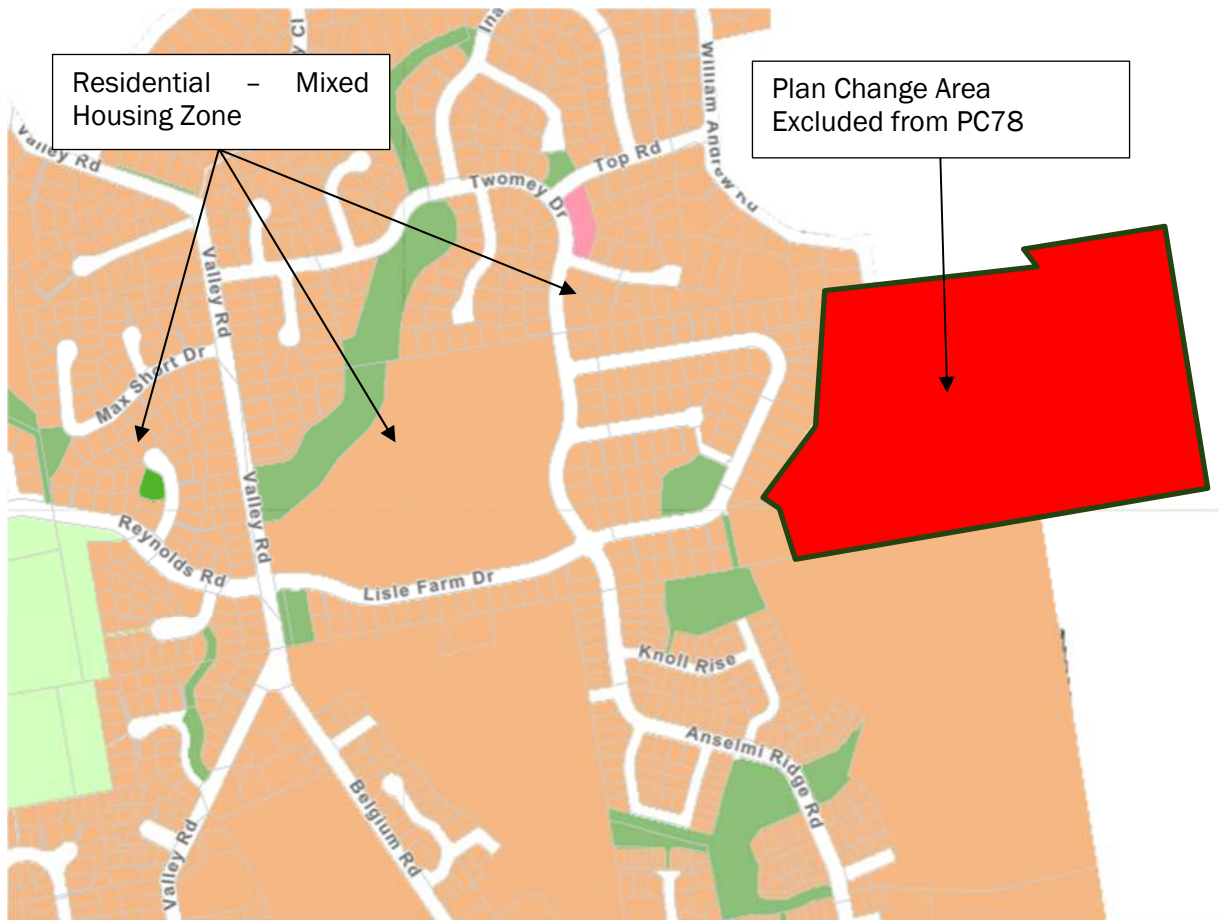 y Cl
Ina
William Andrew Rd
Residential – Mixed
Housing Zone
Plan Change Area
Excluded from PC78
Valley Rd
Top Rd
Twomey Dr
Valley Rd
Max Short Dr
Valley Rd
Reynolds Rd
Lisle Farm Dr
Knoll Rise
Anselmi Ridge Rd
Belgium Rd
Valley Rd